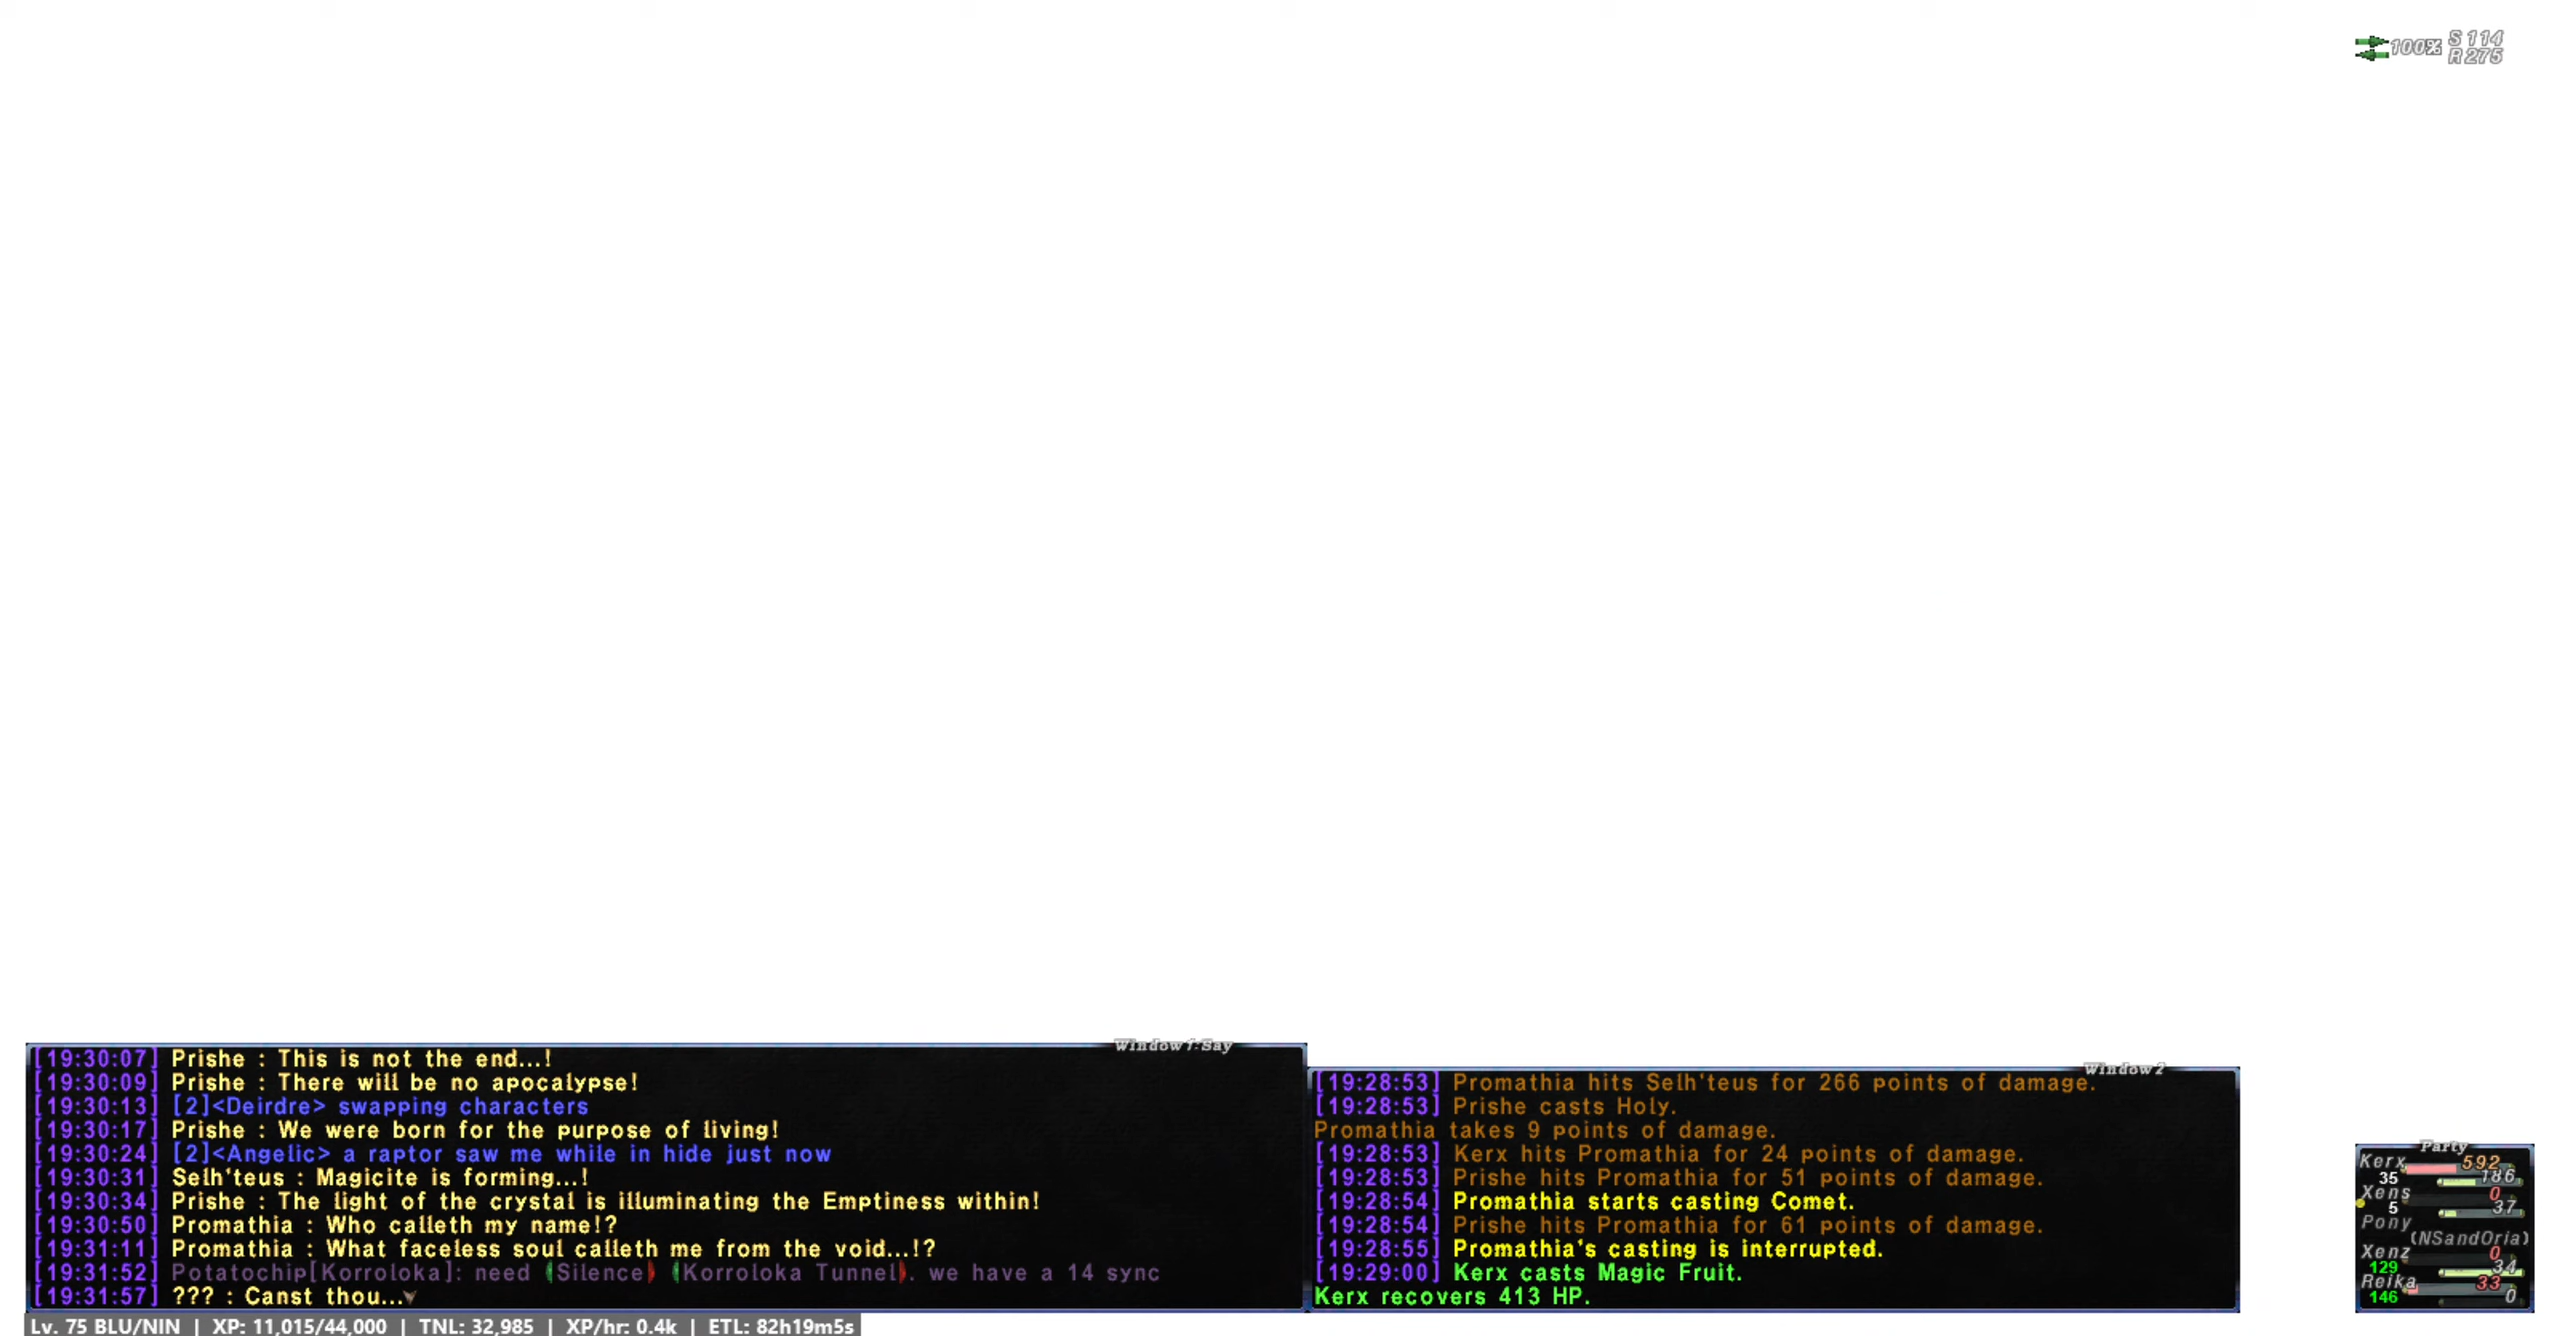 100% S 114
R 275
Window1:Say
[19:30:07] Prishe : This is not the end...!
[19:30:09] Prishe : There will be no apocalypse!
[19:30:13] [2]<Deirdre> swapping characters
[19:30:17] Prishe : We were born for the purpose of living!
[19:30:24] [2]<Angelic> a raptor saw me while in hide just now
[19:30:31] Selh'teus : Magicite is forming...!
[19:30:34] Prishe : The light of the crystal is illuminating the Emptiness within!
[19:30:50] Promathia : Who calleth my name!?
[19:31:11] Promathia : What faceless soul calleth me from the void...!?
[19:31:52] Potatochip[Korroloka]: need {Silence} {Korroloka Tunnel}. we have a 14 sync
[19:31:57] ??? : Canst thou...
Window2
[19:28:53] Promathia hits Selh'teus for 266 points of damage.
[19:28:53] Prishe casts Holy.
Promathia takes 9 points of damage.
[19:28:53] Kerx hits Promathia for 24 points of damage.
[19:28:53] Prishe hits Promathia for 51 points of damage.
[19:28:54] Promathia starts casting Comet.
[19:28:54] Prishe hits Promathia for 61 points of damage.
[19:28:55] Promathia's casting is interrupted.
[19:29:00] Kerx casts Magic Fruit.
Kerx recovers 413 HP.
Party
Kerx 592
35 186
Xens 0
5 37
Pony
(NSandOria)
Xenz 0
129 34
Reika 33
146 0
Lv. 75 BLU/NIN | XP: 11,015/44,000 | TNL: 32,985 | XP/hr: 0.4k | ETL: 82h19m5s